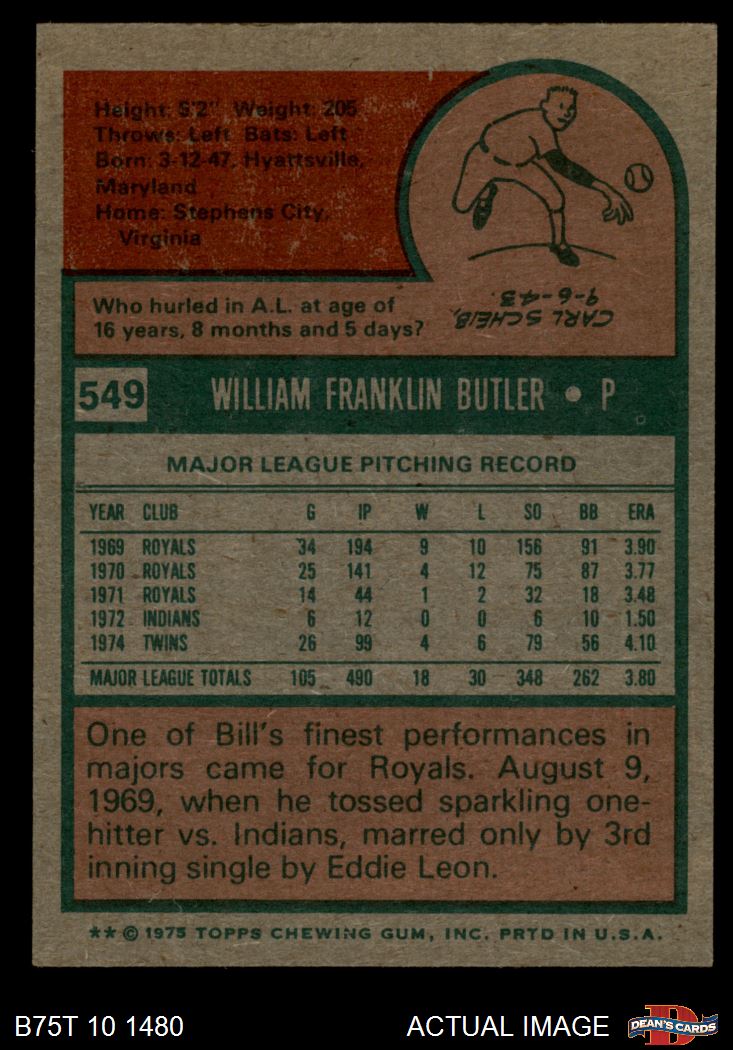 Height: 5'2" Weight: 205
Throws: Left Bats: Left
Born: 3-12-47, Hyattsville,
Maryland
Home: Stephens City,
Virginia
Who hurled in A.L. at age of
16 years, 8 months and 5 days?
CARL SCHEIB,
9-6-43.
549 WILLIAM FRANKLIN BUTLER • P
MAJOR LEAGUE PITCHING RECORD
YEAR CLUB G IP W L SO BB ERA
1969 ROYALS 34 194 9 10 156 91 3.90
1970 ROYALS 25 141 4 12 75 87 3.77
1971 ROYALS 14 44 1 2 32 18 3.48
1972 INDIANS 6 12 0 0 6 10 1.50
1974 TWINS 26 99 4 6 79 56 4.10
MAJOR LEAGUE TOTALS 105 490 18 30 348 262 3.80
One of Bill's finest performances in
majors came for Royals. August 9,
1969, when he tossed sparkling one-
hitter vs. Indians, marred only by 3rd
inning single by Eddie Leon.
** © 1975 TOPPS CHEWING GUM, INC. PRTD IN U.S.A.
B75T 10 1480 ACTUAL IMAGE
D
DEAN'S CARDS